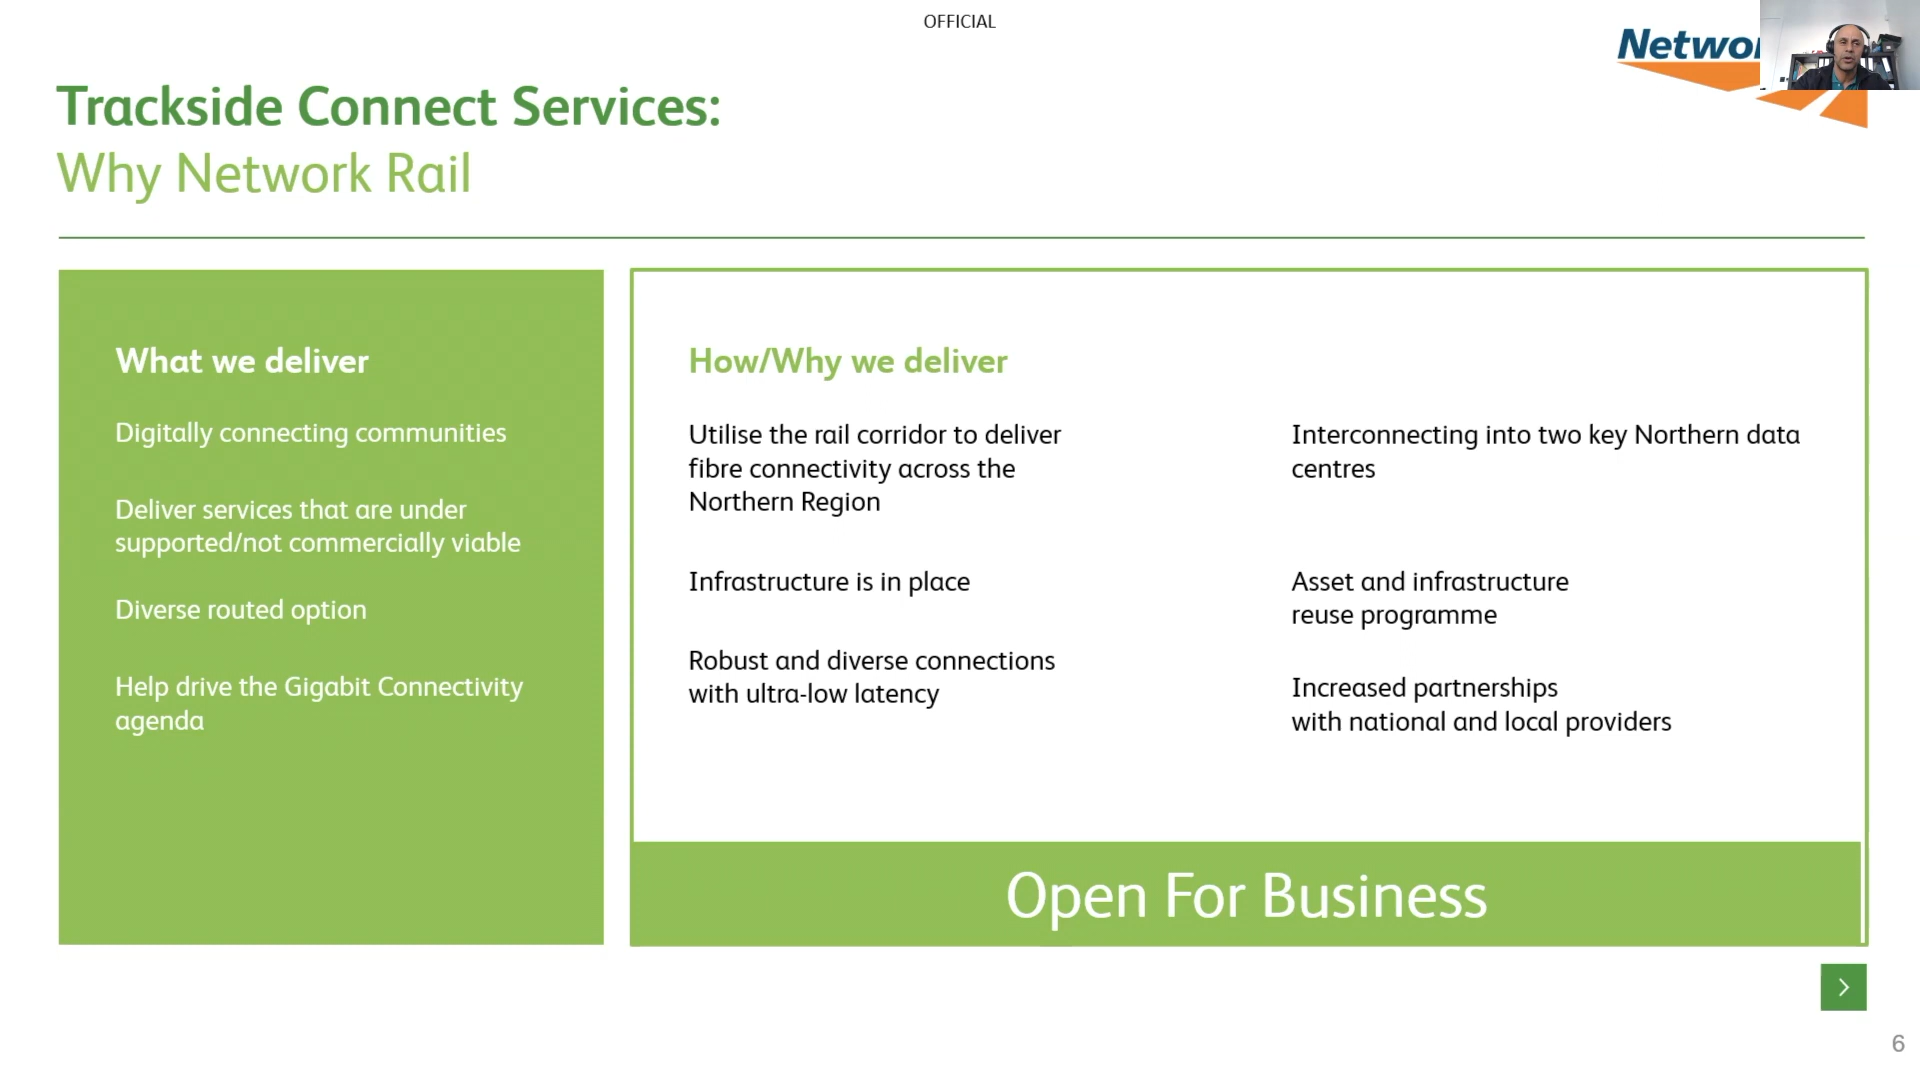 OFFICIAL
Trackside Connect Services:
Why Network Rail
What we deliver
Digitally connecting communities
Deliver services that are under
supported/not commercially viable
Diverse routed option
Help drive the Gigabit Connectivity
agenda
How/Why we deliver
Utilise the rail corridor to deliver
fibre connectivity across the
Northern Region
Infrastructure is in place
Robust and diverse connections
with ultra-low latency
Interconnecting into two key Northern data
centres
Asset and infrastructure
reuse programme
Increased partnerships
with national and local providers
Open For Business
6